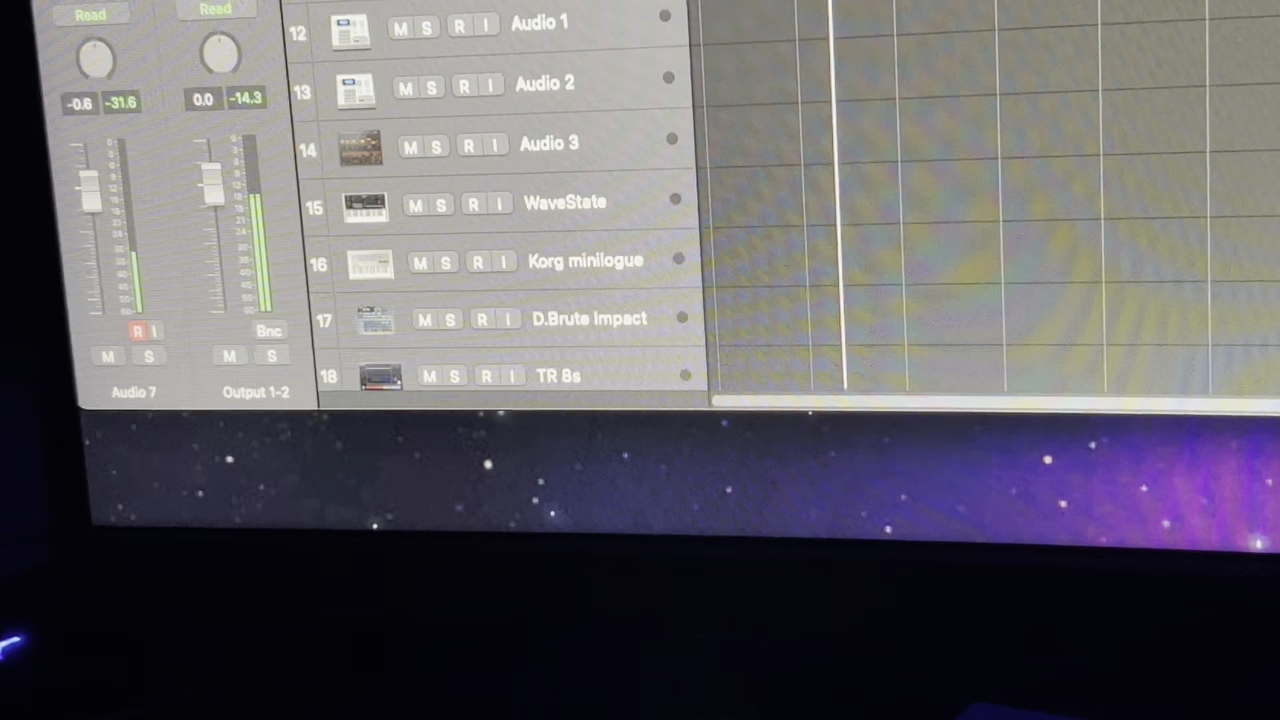 Read Read
-0.6 -31.6 0.0 -14.3
R I Bnc
M S M S
Audio 7 Output 1-2
12 M S R I Audio 1
13 M S R I Audio 2
14 M S R I Audio 3
15 M S R I WaveState
16 M S R I Korg minilogue
17 M S R I D.Brute Impact
18 M S R I TR 8s